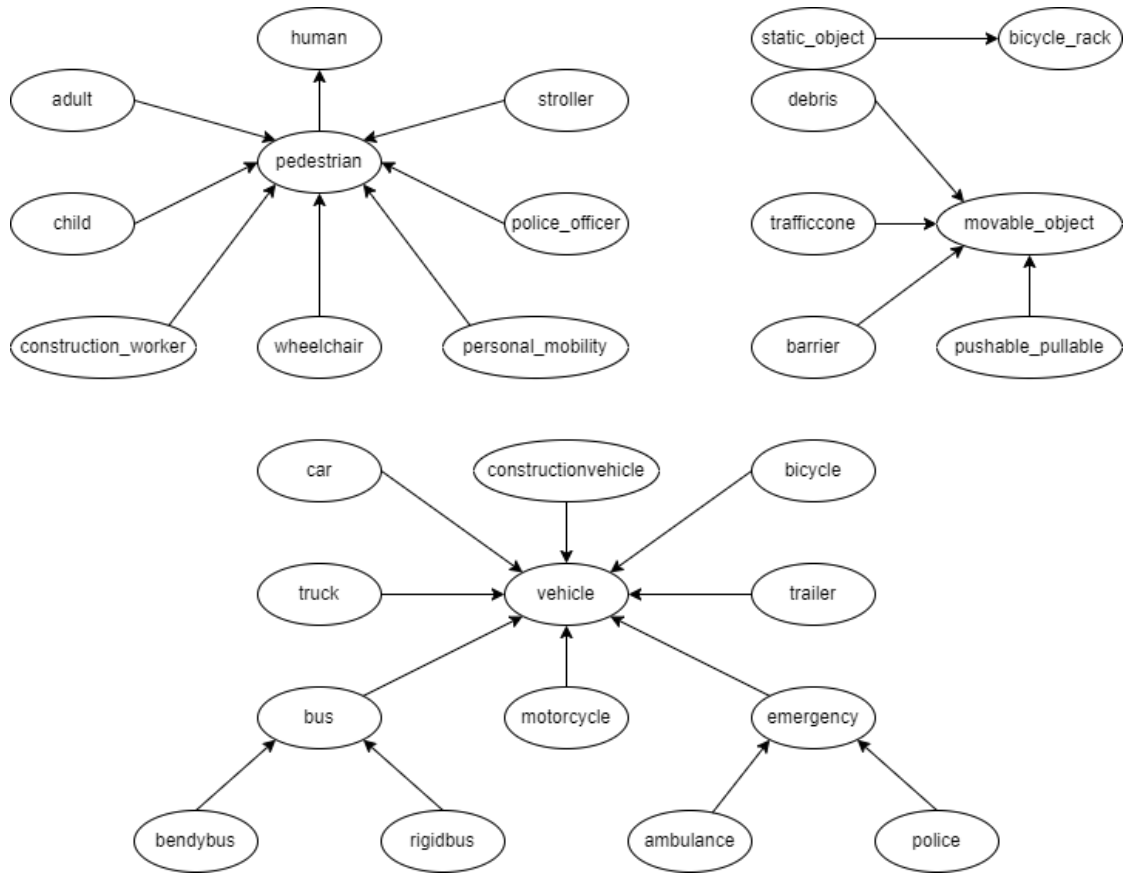 human
adult
stroller
pedestrian
child
police_officer
construction_worker
wheelchair
personal_mobility
static_object
bicycle_rack
debris
trafficcone
movable_object
barrier
pushable_pullable
car
constructionvehicle
bicycle
truck
vehicle
trailer
bus
motorcycle
emergency
bendybus
rigidbus
ambulance
police